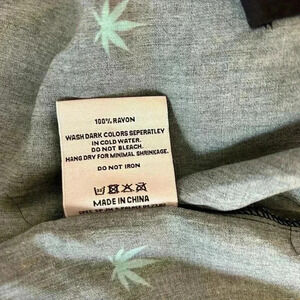 100% RAYON
WASH DARK COLORS SEPERATLEY
IN COLD WATER.
DO NOT BLEACH.
HANG DRY FOR MINIMAL SHRINKAGE.
DO NOT IRON
MADE IN CHINA